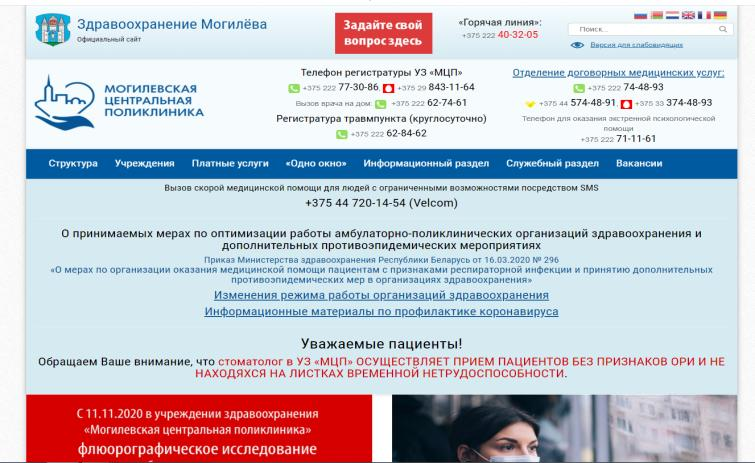 Здравоохранение Могилёва
Официальный сайт
Задайте свой
вопрос здесь
«Горячая линия»:
+375 222 40-32-05
Поиск...
Версия для слабовидящих
МОГИЛЕВСКАЯ
ЦЕНТРАЛЬНАЯ
ПОЛИКЛИНИКА
Телефон регистратуры УЗ «МЦП»
+375 222 77-30-86, +375 29 843-11-64
Вызов врача на дом: +375 222 62-74-61
Регистратура травмпункта (круглосуточно)
+375 222 62-84-62
Отделение договорных медицинских услуг:
+375 222 74-48-93
+375 44 574-48-91, +375 33 374-48-93
Телефон для оказания экстренной психологической
помощи
+375 222 71-11-61
Структура Учреждения Платные услуги «Одно окно» Информационный раздел Служебный раздел Вакансии
Вызов скорой медицинской помощи для людей с ограниченными возможностями посредством SMS
+375 44 720-14-54 (Velcom)
О принимаемых мерах по оптимизации работы амбулаторно-поликлинических организаций здравоохранения и
дополнительных противоэпидемических мероприятиях
Приказ Министерства здравоохранения Республики Беларусь от 16.03.2020 № 296
«О мерах по организации оказания медицинской помощи пациентам с признаками респираторной инфекции и принятию дополнительных
противоэпидемических мер в организациях здравоохранения»
Изменения режима работы организаций здравоохранения
Информационные материалы по профилактике коронавируса
Уважаемые пациенты!
Обращаем Ваше внимание, что стоматолог в УЗ «МЦП» ОСУЩЕСТВЛЯЕТ ПРИЕМ ПАЦИЕНТОВ БЕЗ ПРИЗНАКОВ ОРИ И НЕ
НАХОДЯХСЯ НА ЛИСТКАХ ВРЕМЕННОЙ НЕТРУДОСПОСОБНОСТИ.
С 11.11.2020 в учреждении здравоохранения
«Могилевская центральная поликлиника»
флюорографическое исследование